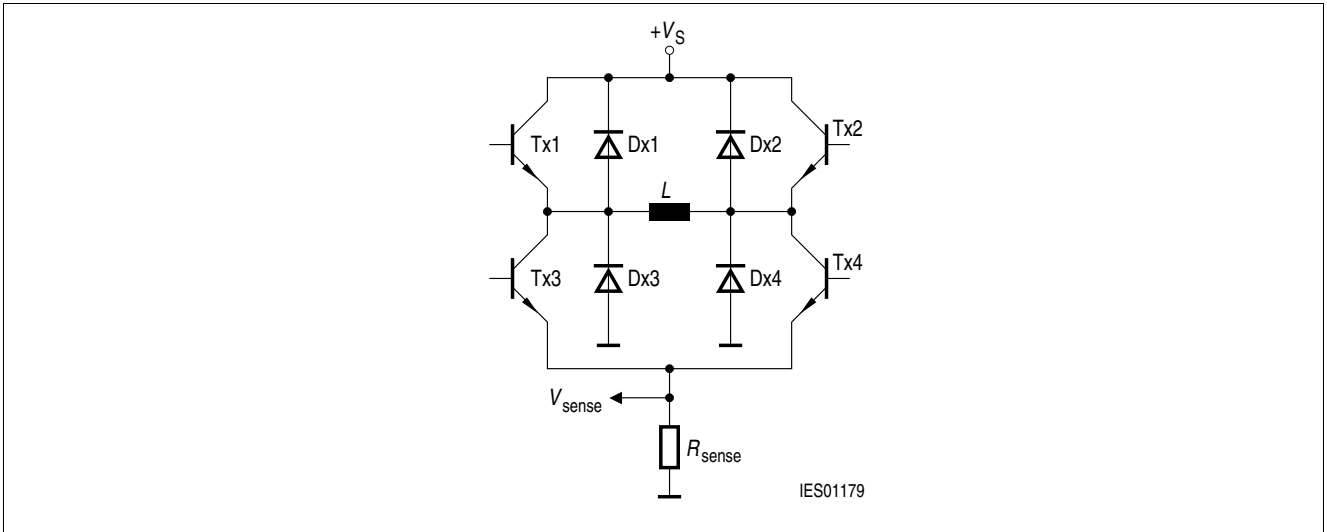 +VS
Tx1
Dx1
Dx2
Tx2
L
Tx3
Dx3
Dx4
Tx4
Vsense
Rsense
IES01179